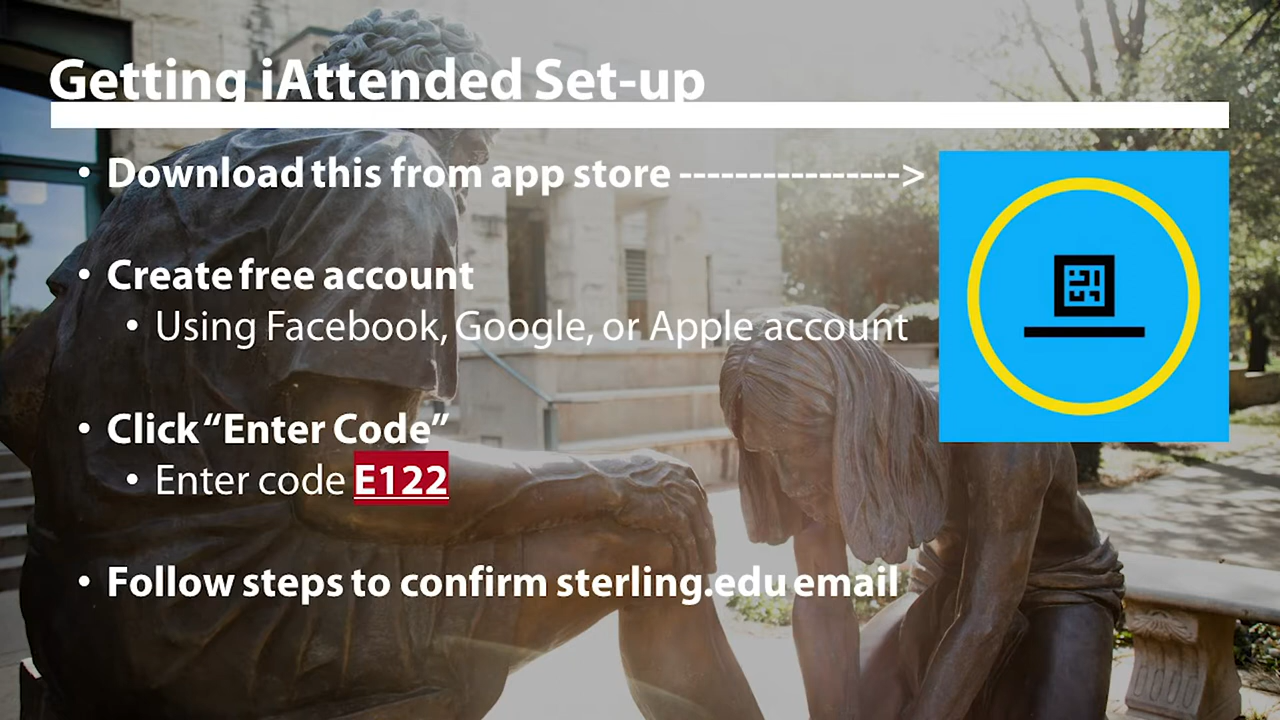 Getting iAttended Set-up
• Download this from app store ---------------->
• Create free account
• Using Facebook, Google, or Apple account
• Click “Enter Code”
• Enter code E122
• Follow steps to confirm sterling.edu email